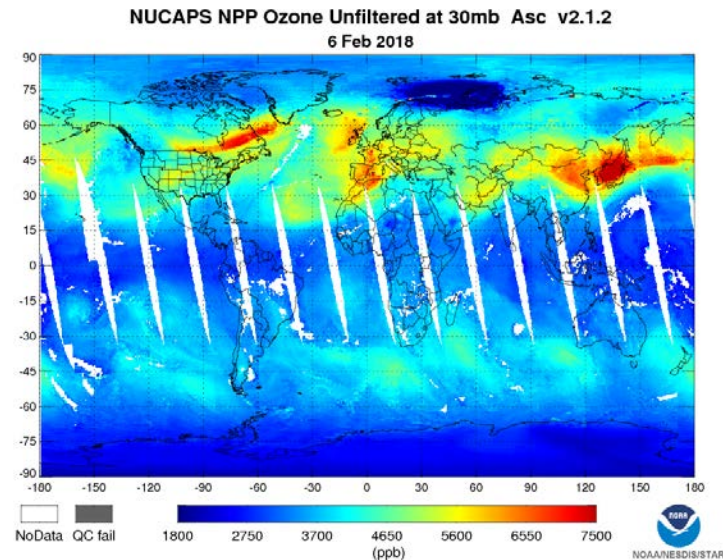 NUCAPS NPP Ozone Unfiltered at 30mb Asc v2.1.2
6 Feb 2018
90
75
60
45
30
15
0
-15
-30
-45
-60
-75
-90
-180 -150 -120 -90 -60 -30 0 30 60 90 120 150 180
NoData QC fail 1800 2750 3700 4650 5600 6550 7500
(ppb)
NOAA
NOAA/NESDIS/STAR